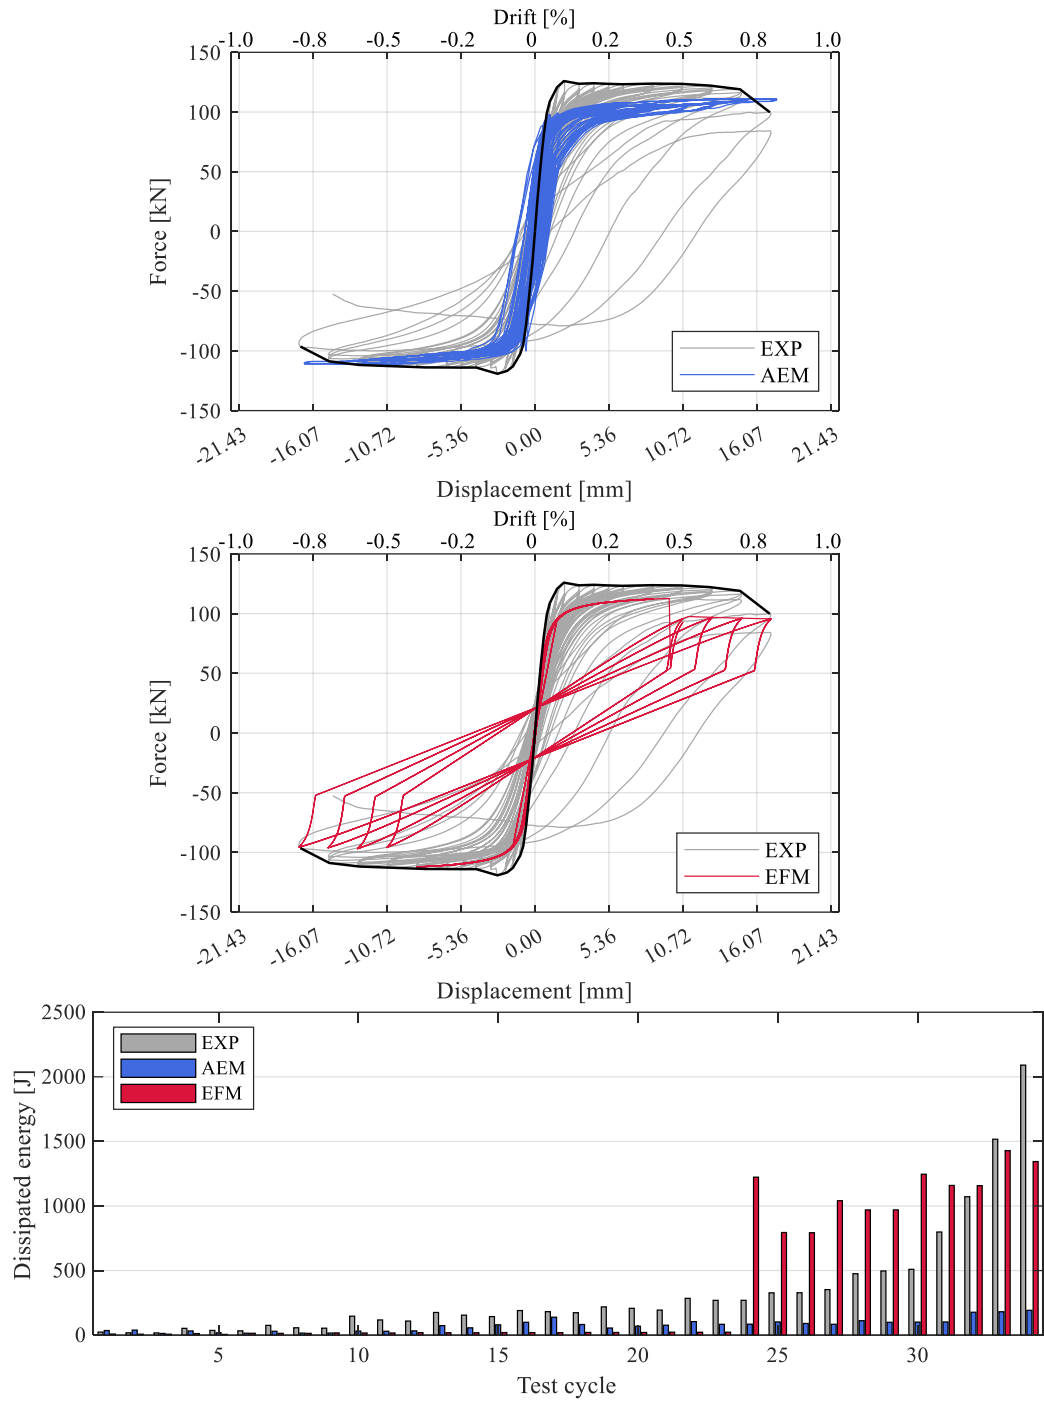 Drift [%]
-1.0 -0.8 -0.5 -0.2 0 0.2 0.5 0.8 1.0
150
100
50
0
-50
-100
-150
Force [kN]
EXP
AEM
-21.43 -16.07 -10.72 -5.36 0.00 5.36 10.72 16.07 21.43
Displacement [mm]
Drift [%]
-1.0 -0.8 -0.5 -0.2 0 0.2 0.5 0.8 1.0
150
100
50
0
-50
-100
-150
Force [kN]
EXP
EFM
-21.43 -16.07 -10.72 -5.36 0.00 5.36 10.72 16.07 21.43
Displacement [mm]
2500
2000
1500
1000
500
0
Dissipated energy [J]
EXP
AEM
EFM
5 10 15 20 25 30
Test cycle